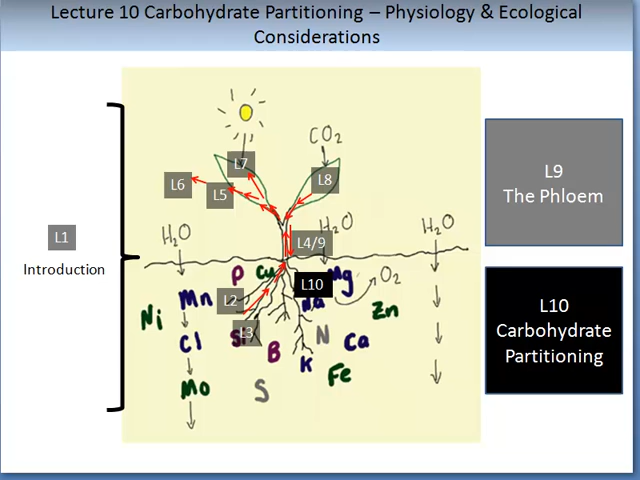 Lecture 10 Carbohydrate Partitioning – Physiology & Ecological
Considerations
CO2
L7
L6
L5
L8
L9
The Phloem
H2O
H2O
H2O
L1
L4/9
Introduction
P
Cu
L10
Mg
O2
L10
Carbohydrate
Partitioning
Mn
L2
Ni
Zn
L3
Cl
B
N
Ca
K
Fe
Mo
S